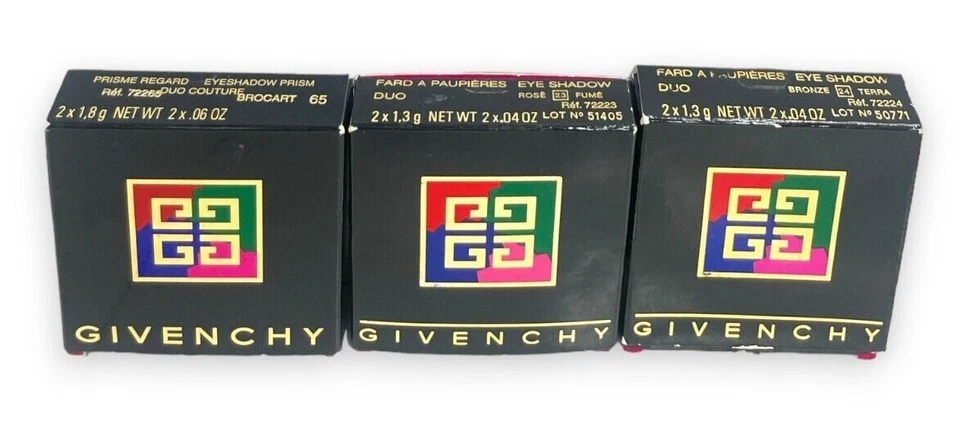 PRISME REGARD EYESHADOW PRISM
Réf. 72265 DUO COUTURE BROCART 65
2 x 1,8 g NET WT 2 x .06 OZ
GIVENCHY
FARD A PAUPIÈRES EYE SHADOW
DUO ROSÉ 23 FUMÉ
Réf. 72223
2 x 1,3 g NET WT 2 x .04 OZ LOT Nº 51405
GIVENCHY
FARD A PAUPIÈRES EYE SHADOW
DUO BRONZE 24 TERRA
Réf. 72224
2 x 1,3 g NET WT 2 x .04 OZ LOT Nº 50771
GIVENCHY